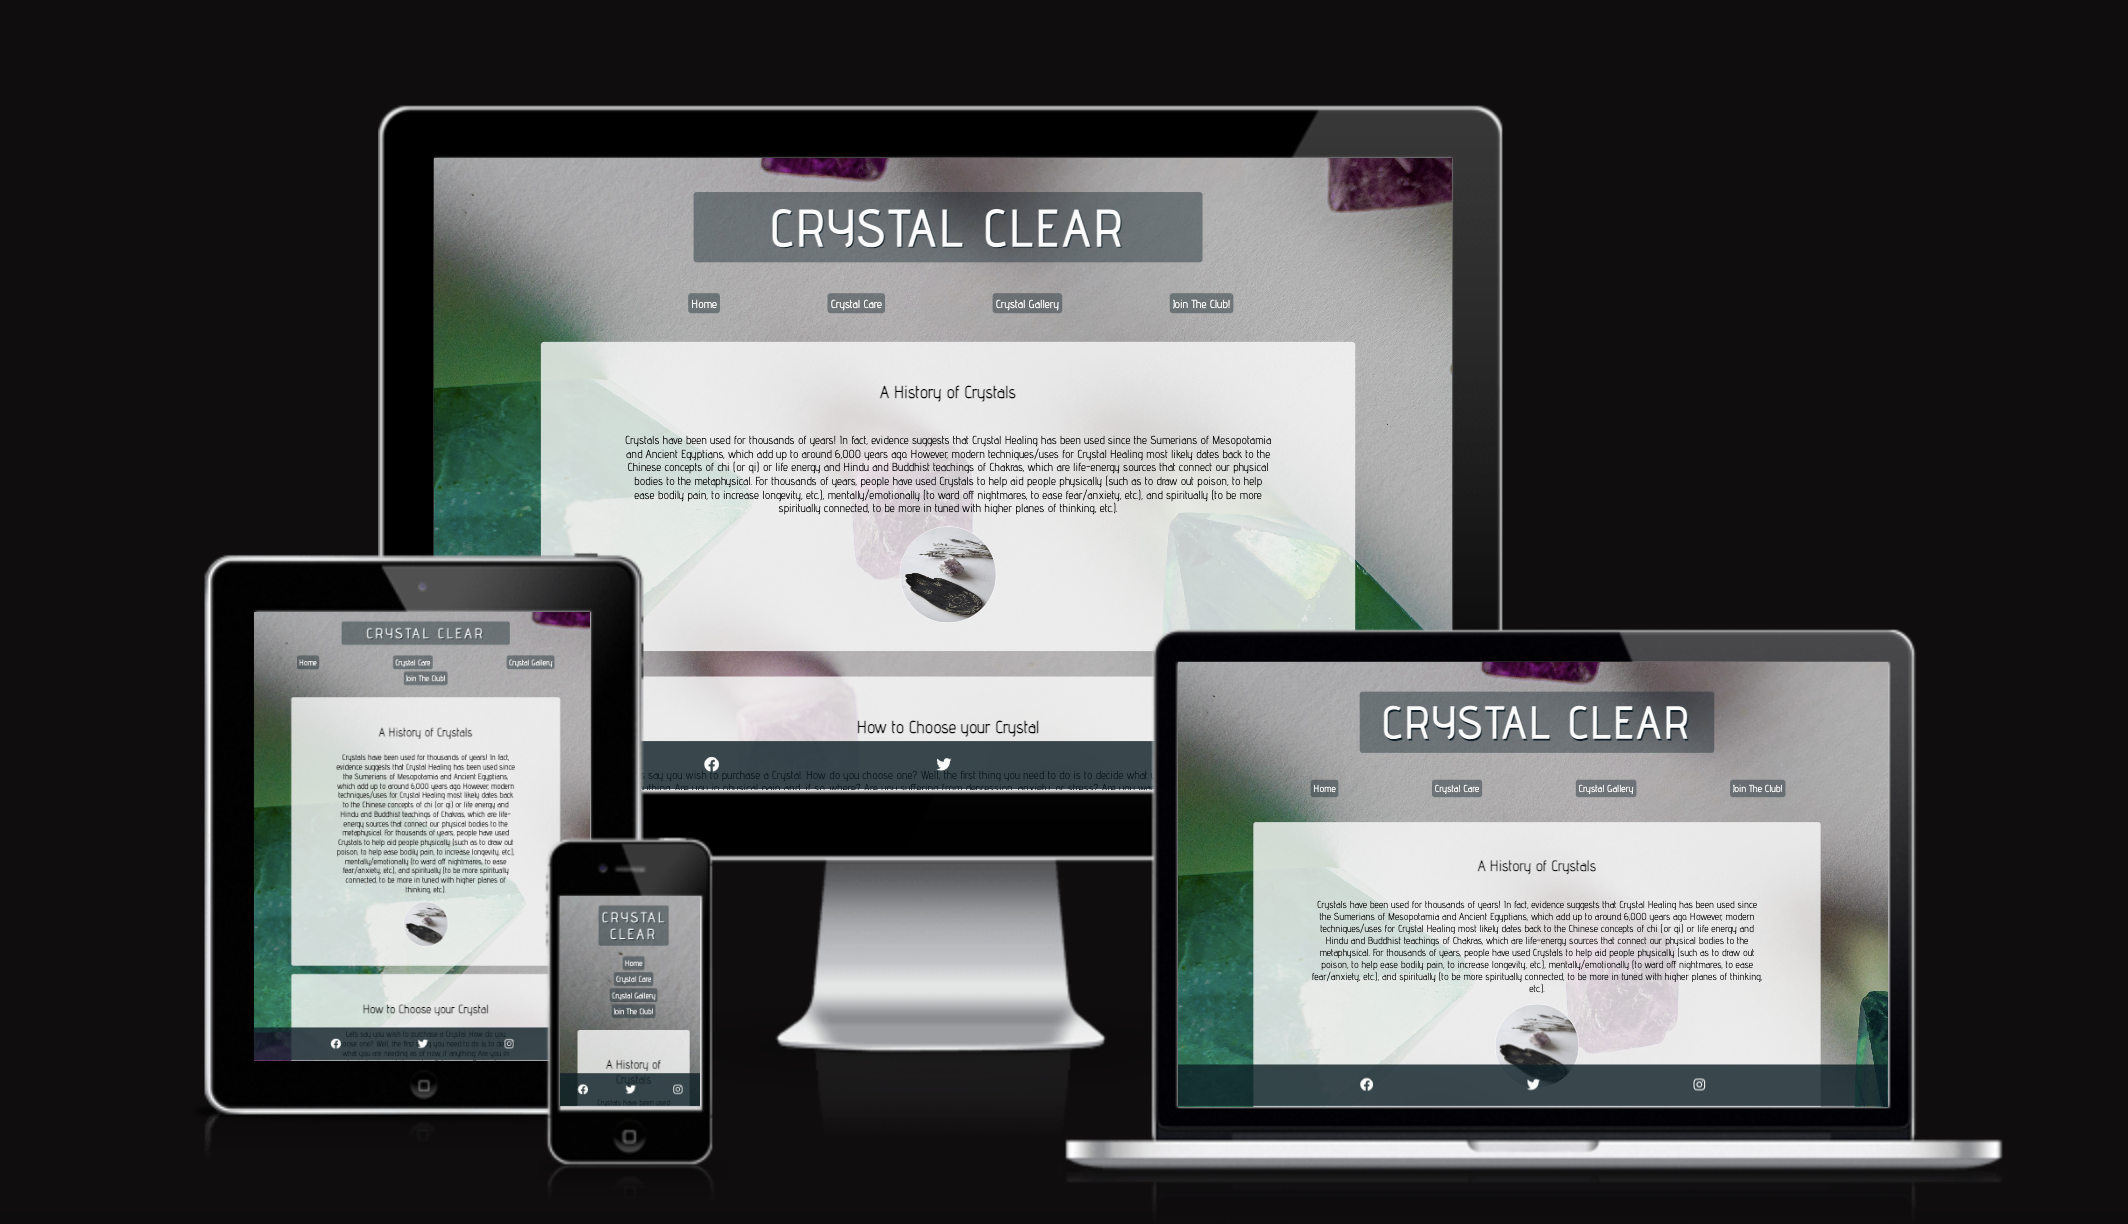 CRYSTAL CLEAR
Home
Crystal Care
Crystal Gallery
Join The Club!
A History of Crystals
Crystals have been used for thousands of years! In fact, evidence suggests that Crystal Healing has been used since the Sumerians of Mesopotamia
and Ancient Egyptians, which add up to around 6,000 years ago. However, modern techniques/uses for Crystal Healing most likely dates back to the
Chinese concepts of chi (or qi) or life energy and Hindu and Buddhist teachings of Chakras, which are life-energy sources that connect our physical
bodies to the metaphysical. For thousands of years, people have used Crystals to help aid people physically (such as to draw out poison, to help
ease bodily pain, to increase longevity, etc.), mentally/emotionally (to ward off nightmares, to ease fear/anxiety, etc.), and spiritually (to be more
spiritually connected, to be more in tuned with higher planes of thinking, etc.).
How to Choose your Crystal
say you wish to purchase a Crystal. How do you choose one? Well, the first thing you need to do is to decide what
Are you in physical pain and if so, where? Are you suffering from depression, anxiety, or stress? Are you
CRYSTAL CLEAR
Home
Crystal Care
Crystal Gallery
Join The Club!
A History of Crystals
Crystals have been used for thousands of years! In fact,
evidence suggests that Crystal Healing has been used since
the Sumerians of Mesopotamia and Ancient Egyptians,
which add up to around 6,000 years ago. However, modern
techniques/uses for Crystal Healing most likely dates back
to the Chinese concepts of chi (or qi) or life energy and
Hindu and Buddhist teachings of Chakras, which are life-
energy sources that connect our physical bodies to the
metaphysical. For thousands of years, people have used
Crystals to help aid people physically (such as to draw out
poison, to help ease bodily pain, to increase longevity, etc.),
mentally/emotionally (to ward off nightmares, to ease
fear/anxiety, etc.), and spiritually (to be more spiritually
connected, to be more in tuned with higher planes of
thinking, etc.).
How to Choose your Crystal
Lets say you wish to purchase a Crystal. How do you
choose one? Well, the first thing you need to do is to
what you are needing as of now, if anything. Are you in
CRYSTAL
CLEAR
Home
Crystal Care
Crystal Gallery
Join The Club!
A History of
Crystals
Crystals have been used
CRYSTAL CLEAR
Home
Crystal Care
Crystal Gallery
Join The Club!
A History of Crystals
Crystals have been used for thousands of years! In fact, evidence suggests that Crystal Healing has been used since
the Sumerians of Mesopotamia and Ancient Egyptians, which add up to around 6,000 years ago. However, modern
techniques/uses for Crystal Healing most likely dates back to the Chinese concepts of chi (or qi) or life energy and
Hindu and Buddhist teachings of Chakras, which are life-energy sources that connect our physical bodies to the
metaphysical. For thousands of years, people have used Crystals to help aid people physically (such as to draw out
poison, to help ease bodily pain, to increase longevity, etc.), mentally/emotionally (to ward off nightmares, to ease
fear/anxiety, etc.), and spiritually (to be more spiritually connected, to be more in tuned with higher planes of thinking,
etc.).